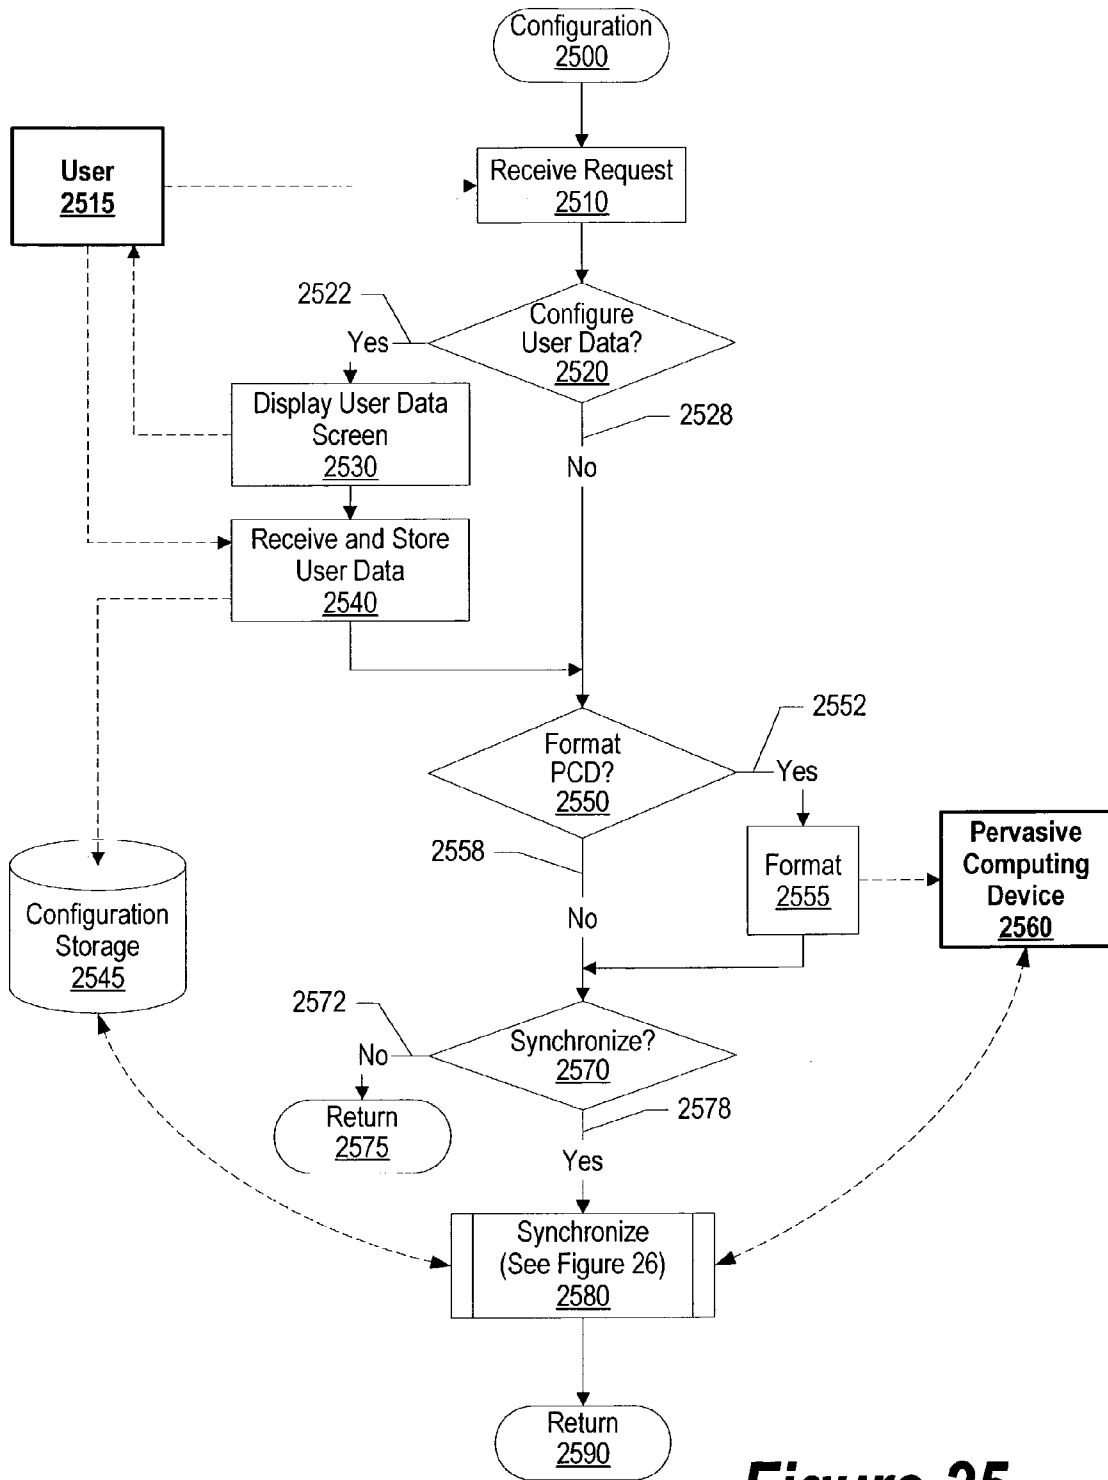 Configuration
2500
User
2515
Receive Request
2510
2522
Configure
User Data?
2520
Yes
Display User Data
Screen
2530
2528
No
Receive and Store
User Data
2540
2552
Format
PCD?
2550
Yes
2558
Pervasive
Computing
Device
2560
Format
2555
Configuration
Storage
2545
No
2572
Synchronize?
2570
No
Return
2575
2578
Yes
Synchronize
(See Figure 26)
2580
Return
2590
Figure 25